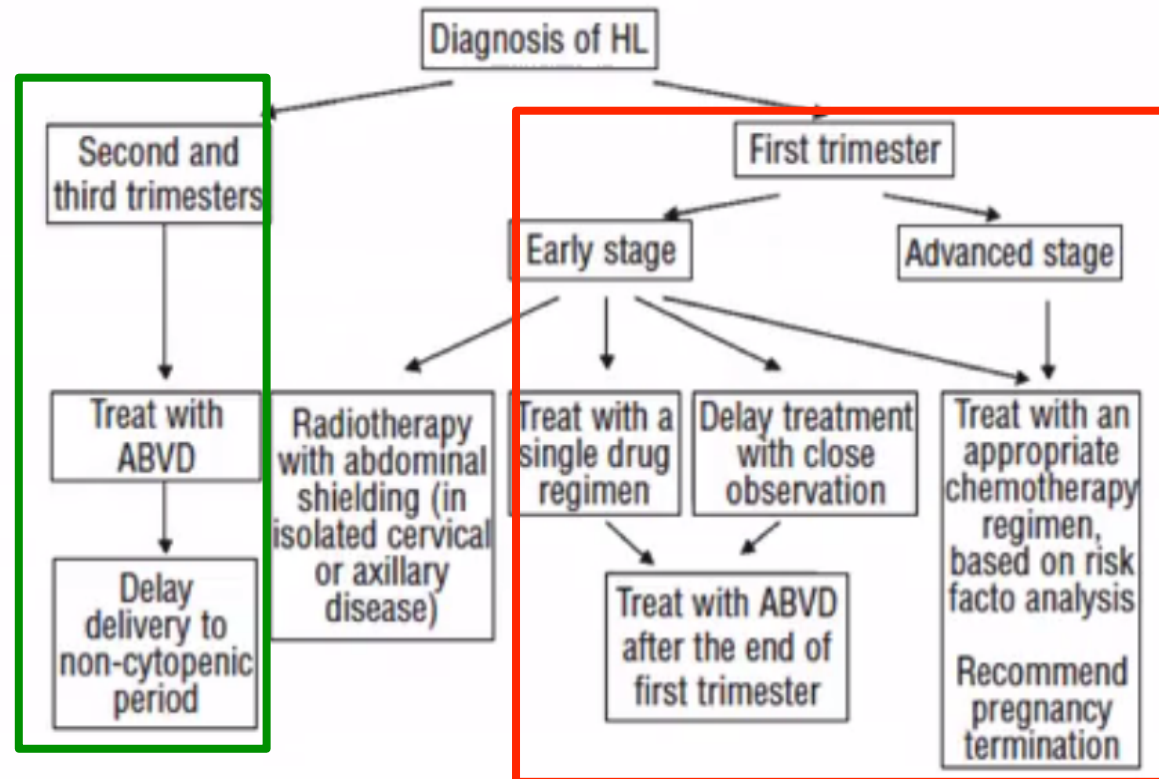 Diagnosis of HL
Second and
third trimesters
First trimester
Early stage
Advanced stage
Treat with
ABVD
Radiotherapy
with abdominal
shielding (in
isolated cervical
or axillary
disease)
Treat with a
single drug
regimen
Delay treatment
with close
observation
Treat with an
appropriate
chemotherapy
regimen,
based on risk
facto analysis
Recommend
pregnancy
termination
Delay
delivery to
non-cytopenic
period
Treat with ABVD
after the end of
first trimester